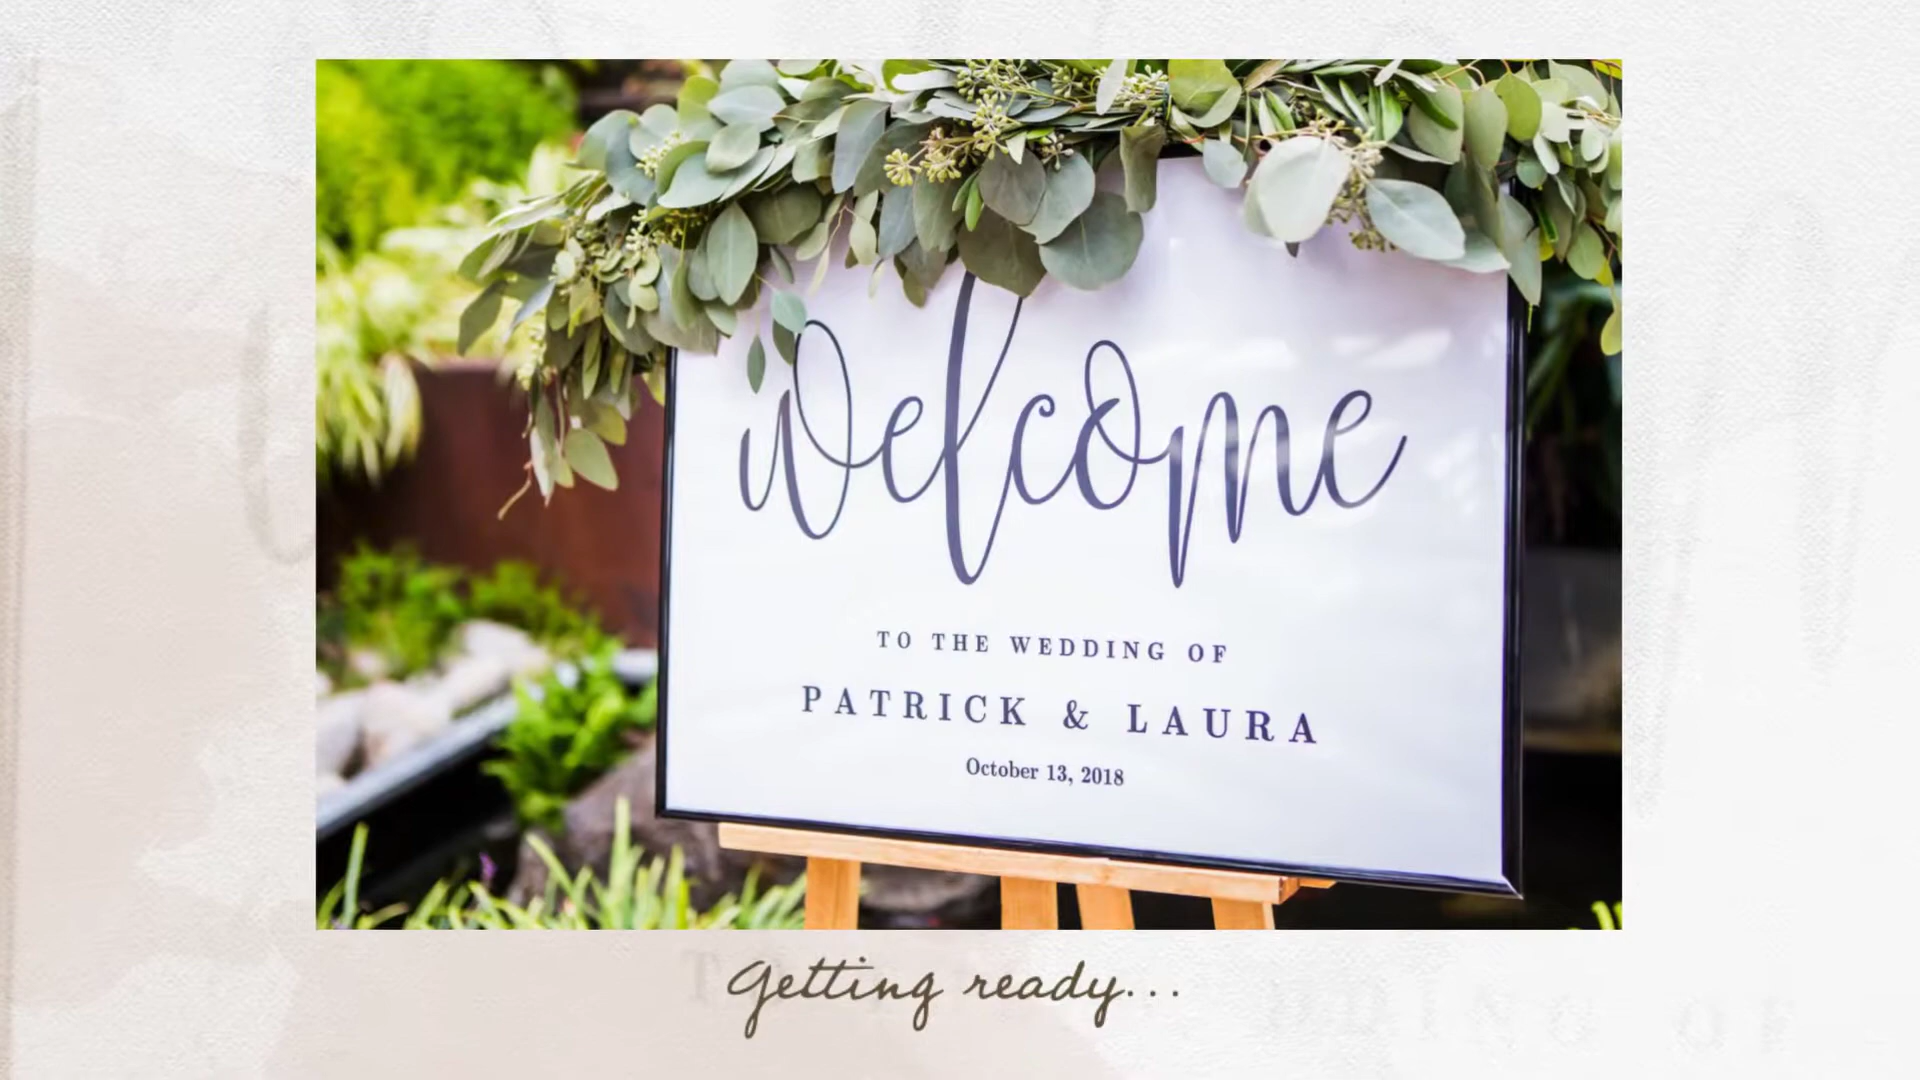 welcome
TO THE WEDDING OF
PATRICK & LAURA
October 13, 2018
Getting ready...